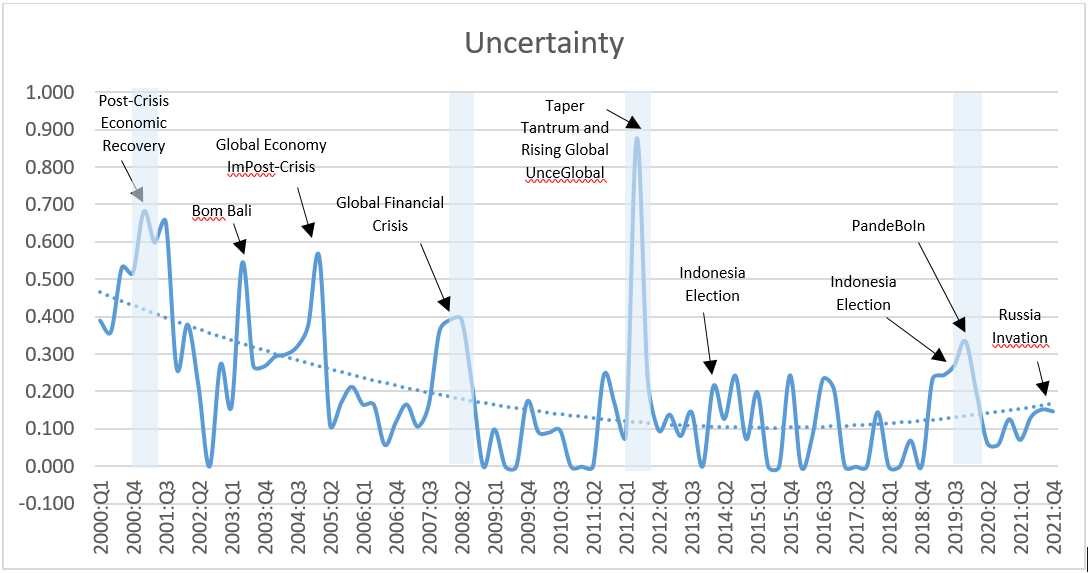 Uncertainty
1.000
0.900
0.800
0.700
0.600
0.500
0.400
0.300
0.200
0.100
0.000
-0.100
Post-Crisis
Economic
Recovery
Bom Bali
Global Economy
ImPost-Crisis
Global Financial
Crisis
Taper
Tantrum and
Rising Global
UnceGlobal
Indonesia
Election
PandeBoIn
Indonesia
Election
Russia
Invation
2000:Q1
2000:Q4
2001:Q3
2002:Q2
2003:Q1
2003:Q4
2004:Q3
2005:Q2
2006:Q1
2006:Q4
2007:Q3
2008:Q2
2009:Q1
2009:Q4
2010:Q3
2011:Q2
2012:Q1
2012:Q4
2013:Q3
2014:Q2
2015:Q1
2015:Q4
2016:Q3
2017:Q2
2018:Q1
2018:Q4
2019:Q3
2020:Q2
2021:Q1
2021:Q4